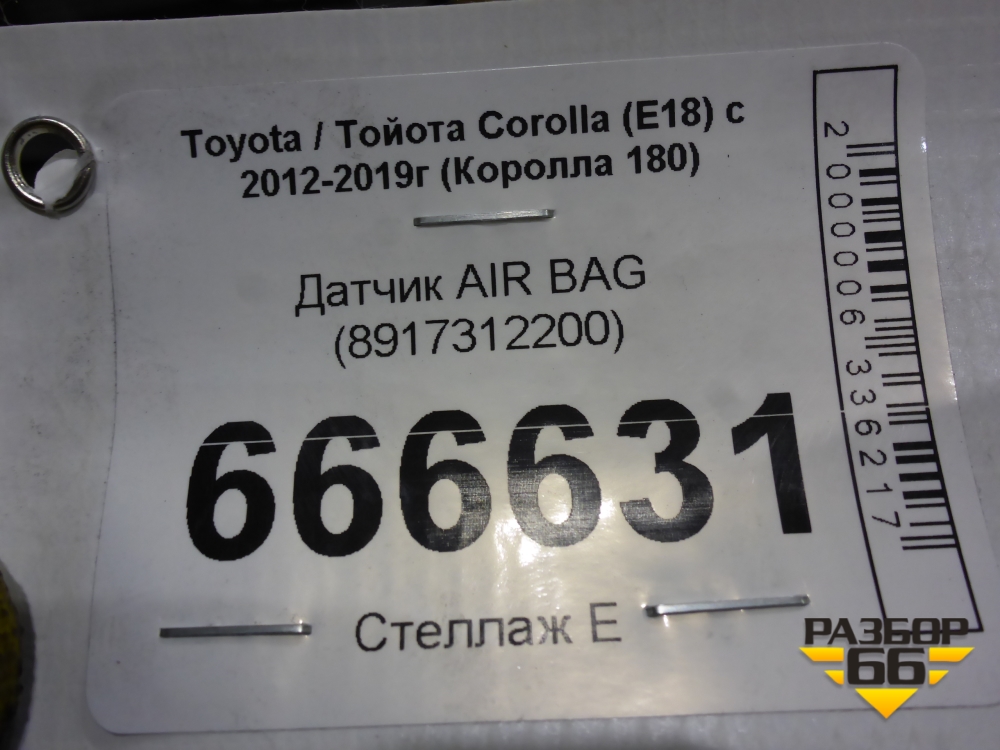 Toyota / Тойота Corolla (E18) с
2012-2019г (Королла 180)
Датчик AIR BAG
(8917312200)
666631
Стеллаж Е
2000006336217
РАЗБОР
66